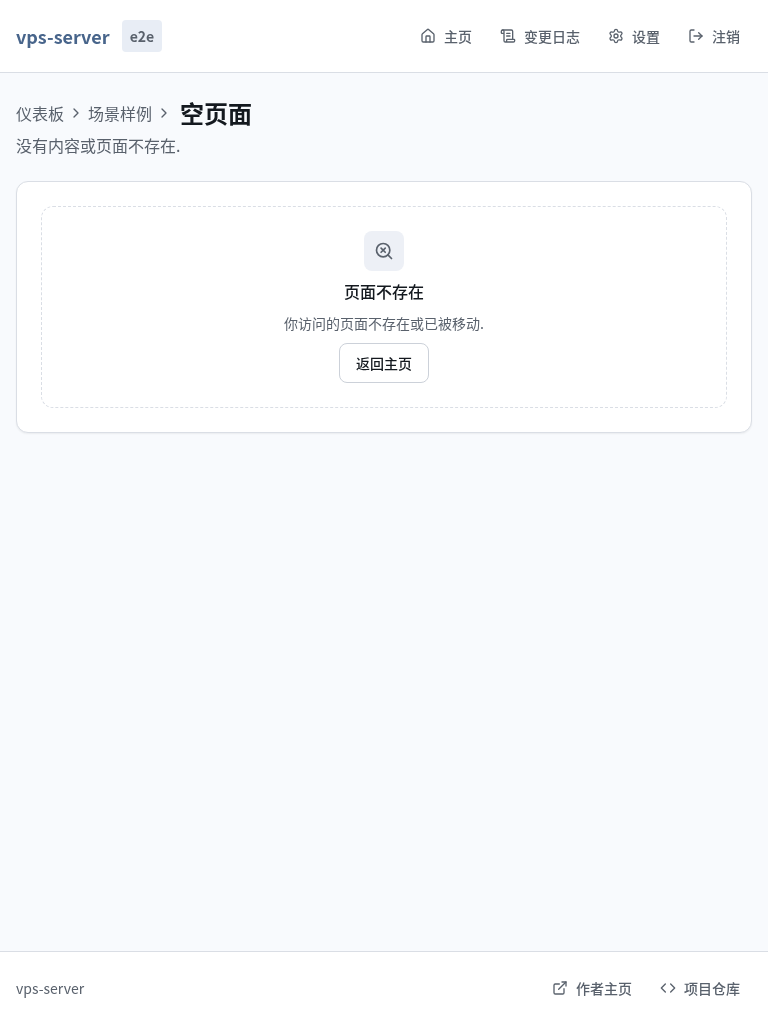 vps-server e2e 主页 变更日志 设置 注销
仪表板 场景样例 空页面
没有内容或页面不存在.
页面不存在
你访问的页面不存在或已被移动.
返回主页
vps-server 作者主页 项目仓库